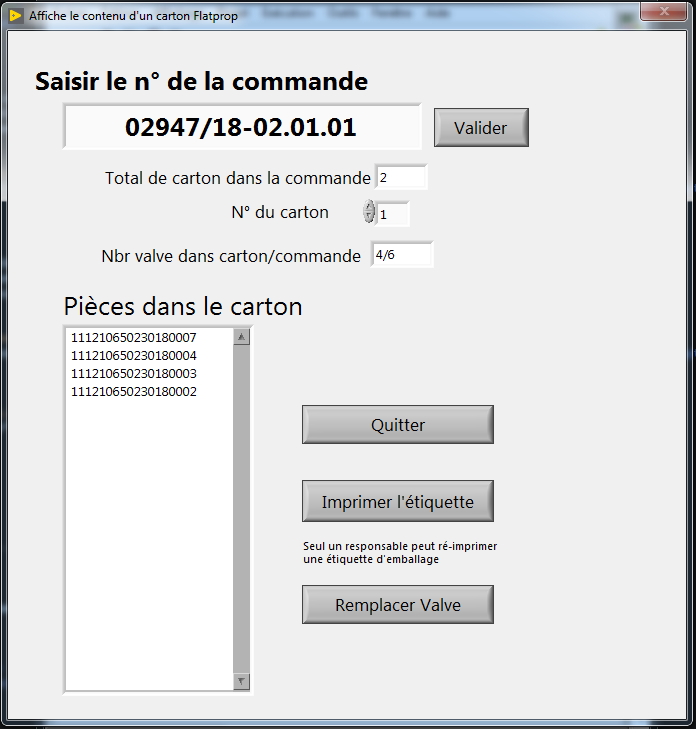 Affiche le contenu d'un carton Flatprop
Saisir le n° de la commande
02947/18-02.01.01
Valider
Total de carton dans la commande 2
N° du carton 1
Nbr valve dans carton/commande 4/6
Pièces dans le carton
111210650230180007
111210650230180004
111210650230180003
111210650230180002
Quitter
Imprimer l'étiquette
Seul un responsable peut ré-imprimer
une étiquette d'emballage
Remplacer Valve